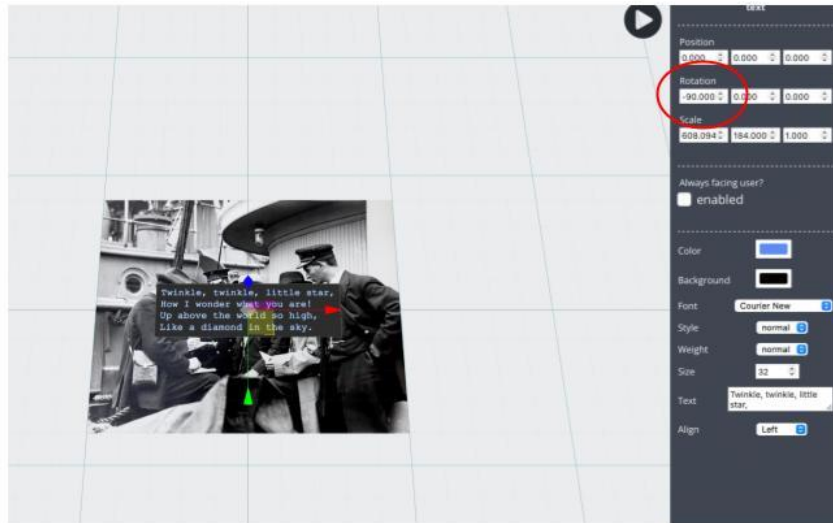 text
Position
0.000 0.000 0.000
Rotation
-90.000 0.000 0.000
Scale
608.094 184.000 1.000
Always facing user?
enabled
Color
Background
Font Courier New
Style normal
Weight normal
Size 32
Text Twinkle, twinkle, little
star,
Align Left
Twinkle, twinkle, little star,
How I wonder what you are!
Up above the world so high,
Like a diamond in the sky.